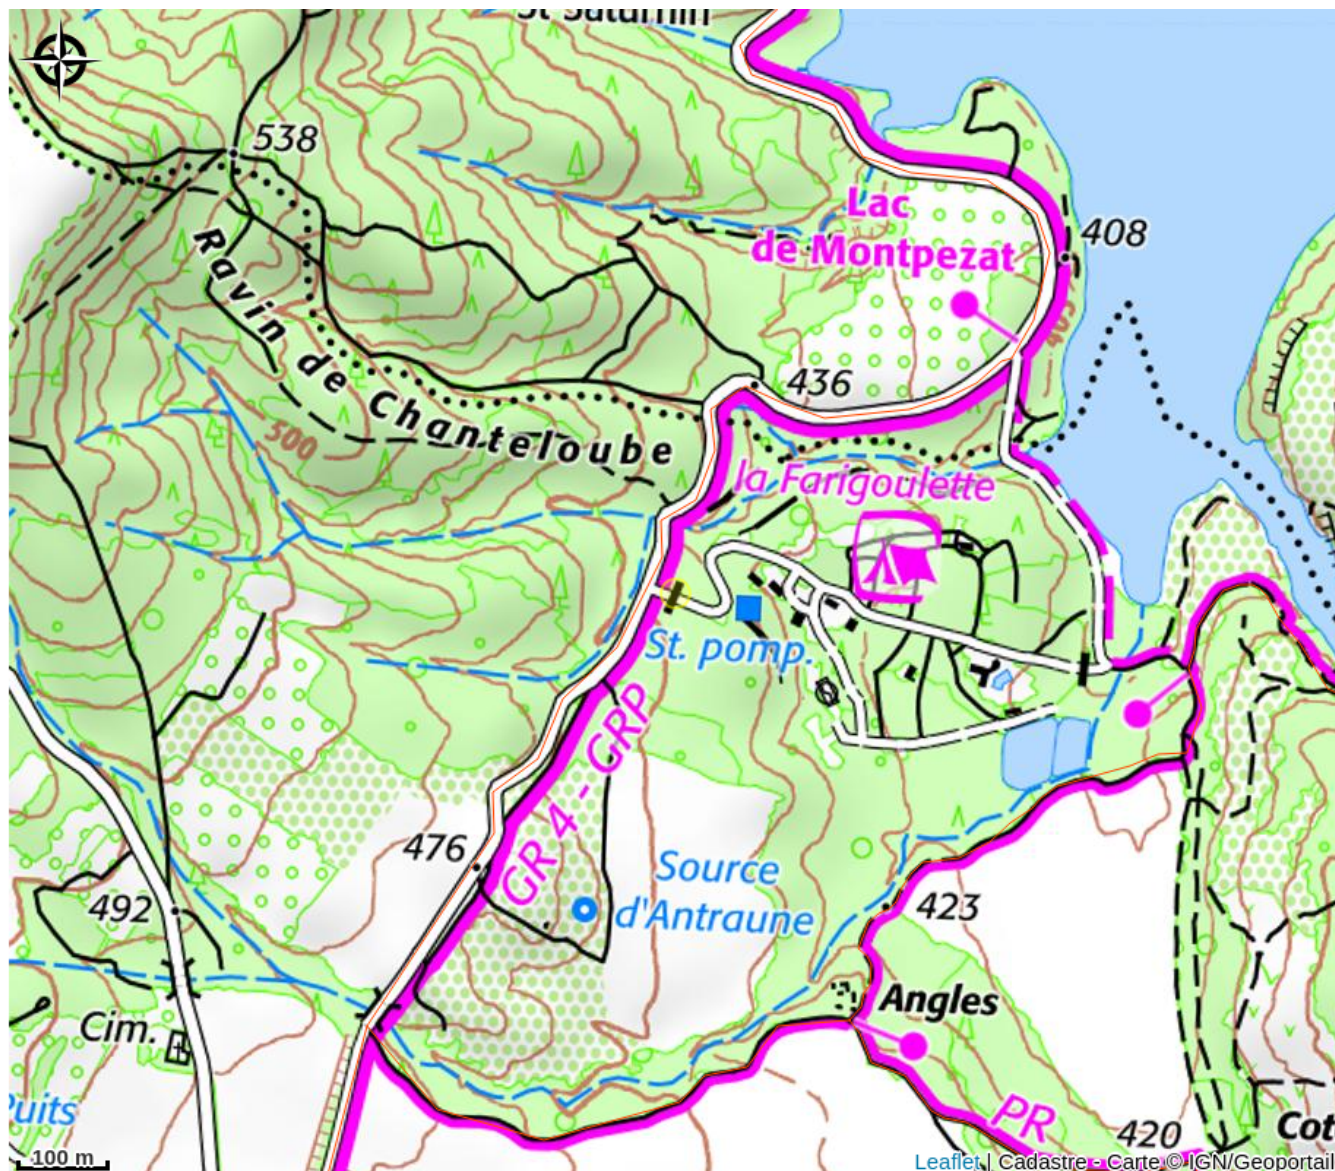 St Saturnin
538
Lac
de Montpezat
408
Ravin de Chanteloube
436
500
la Farigoulette
St. pomp.
GR 4 - GRP
476
Source
d'Antraune
492
423
Angles
Cim.
Puits
PR
420
Cot
100 m
Leaflet | Cadastre - Carte © IGN/Geoportail